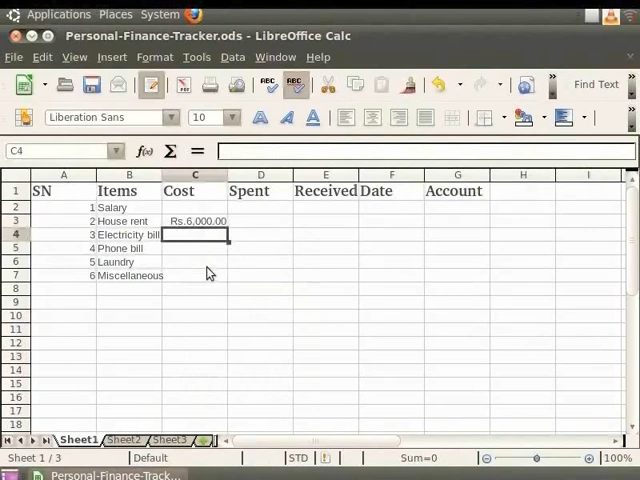 Applications Places System
Personal-Finance-Tracker.ods - LibreOffice Calc
File Edit View Insert Format Tools Data Window Help
ABC ABC Find Text
Liberation Sans 10
C4 f(x) Σ =
A B C D E F G H I
1 SN Items Cost Spent Received Date Account
2 1 Salary
3 2 House rent Rs.6,000.00
4 3 Electricity bill
5 4 Phone bill
6 5 Laundry
7 6 Miscellaneous
8
9
10
11
12
13
14
15
16
17
18
Sheet1 Sheet2 Sheet3
Sheet 1 / 3 Default STD Sum=0 100%
Personal-Finance-Track...